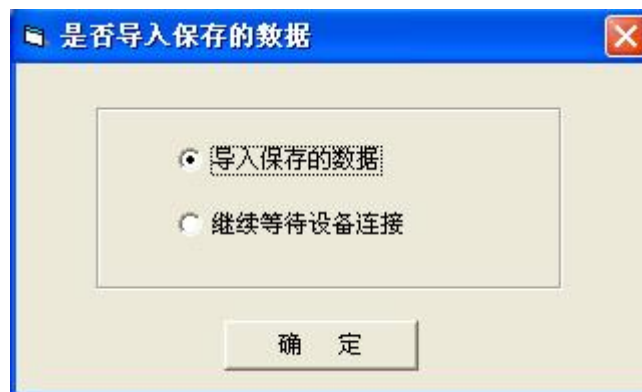 是否导入保存的数据
导入保存的数据
继续等待设备连接
确 定